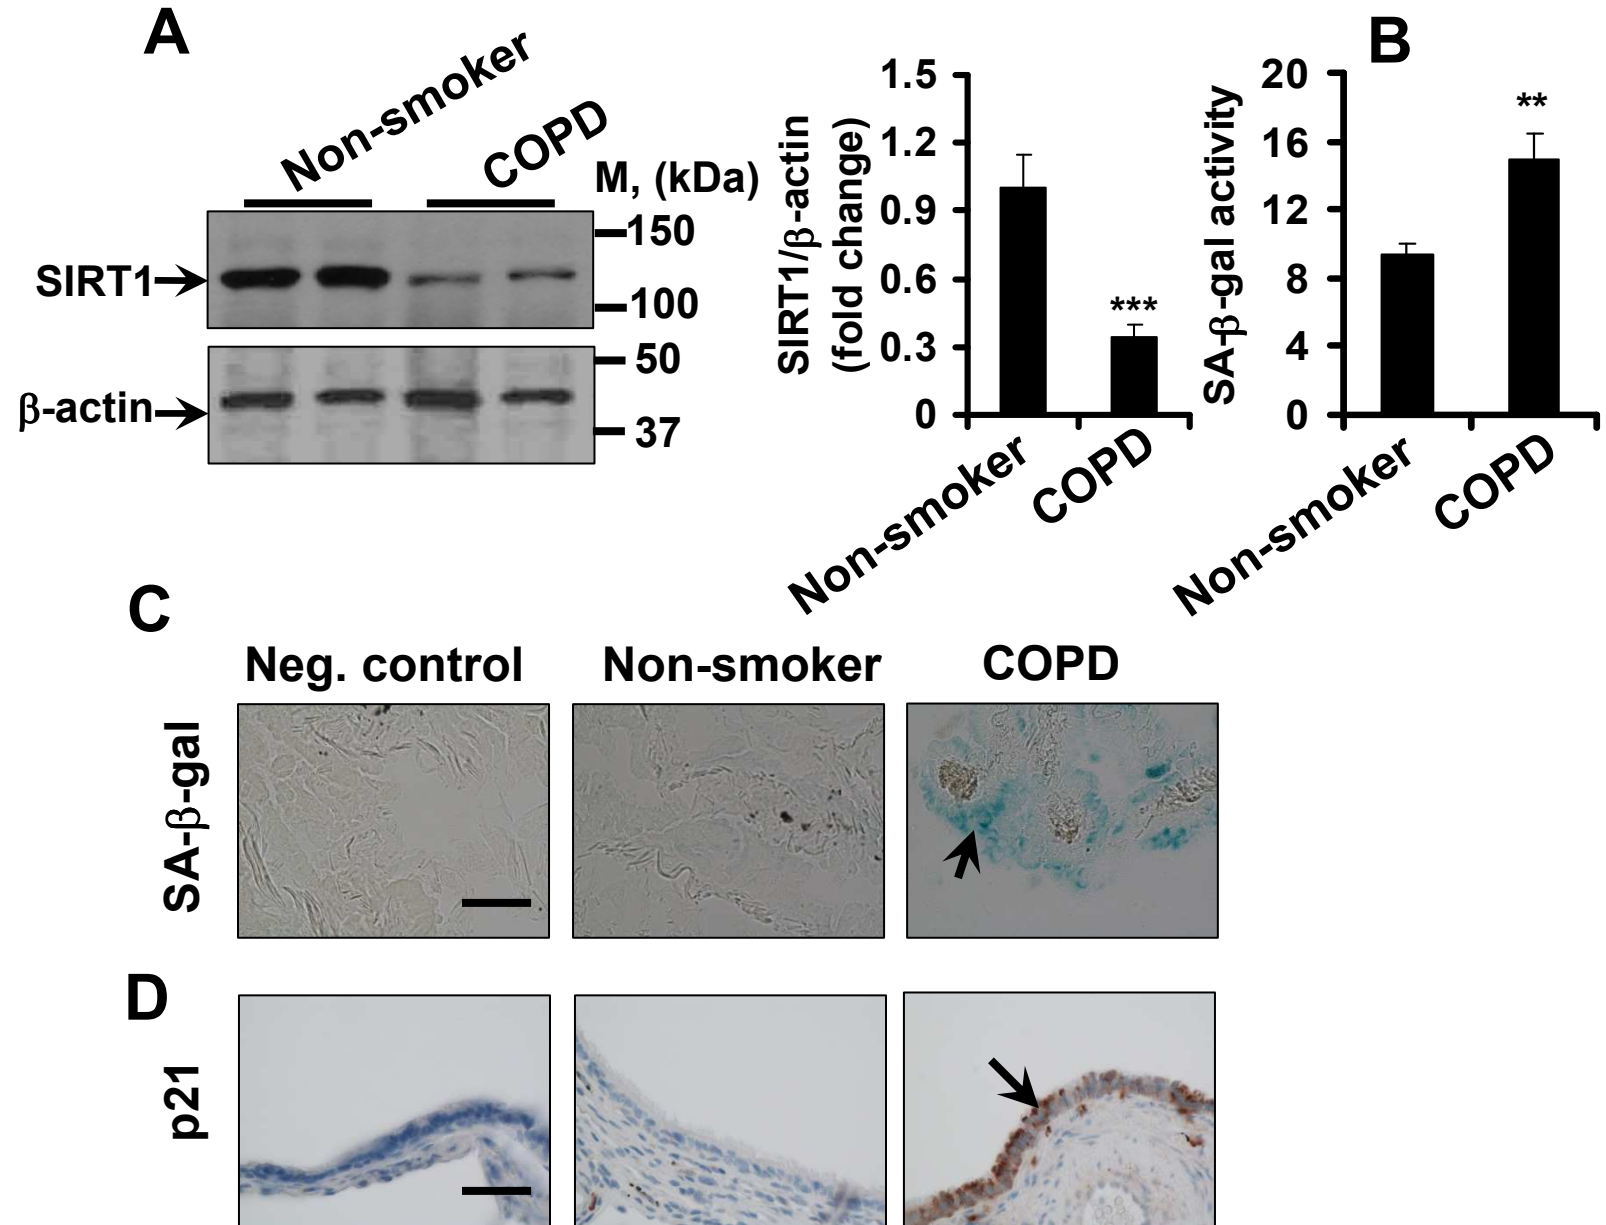 A
Non-smoker
COPD
M, (kDa)
150
SIRT1
100
50
β-actin
37
SIRT1/β-actin
(fold change)
1.5
1.2
0.9
0.6
0.3
0
***
Non-smoker
COPD
B
SA-β-gal activity
20
16
12
8
4
0
**
Non-smoker
COPD
C
Neg. control
Non-smoker
COPD
SA-β-gal
D
p21